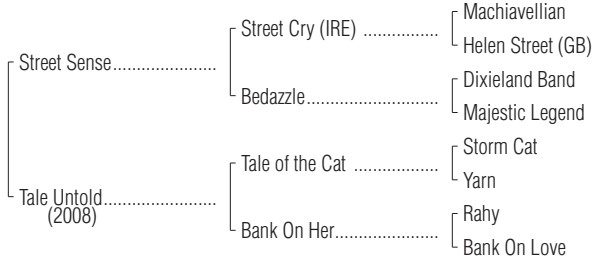 Machiavellian
Street Cry (IRE) ................
Helen Street (GB)
Street Sense......................
Dixieland Band
Bedazzle............................
Majestic Legend
Storm Cat
Tale of the Cat ..................
Yarn
Tale Untold........................
(2008)
Rahy
Bank On Her......................
Bank On Love